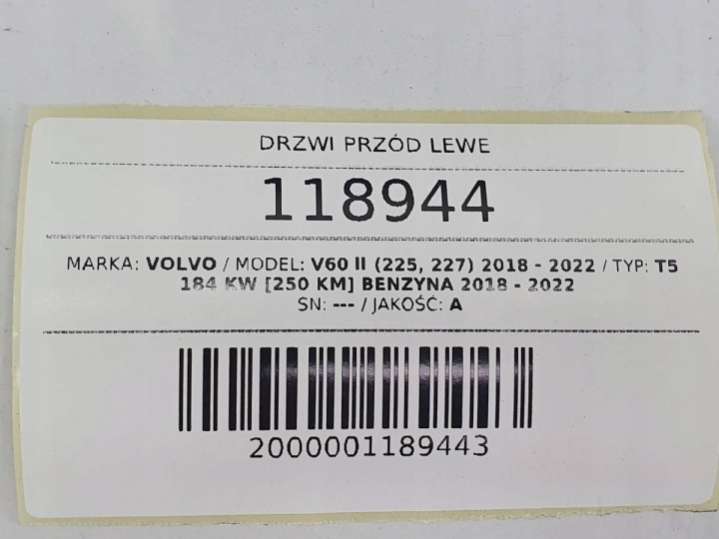 DRZWI PRZÓD LEWE
118944
MARKA: VOLVO / MODEL: V60 II (225, 227) 2018 - 2022 / TYP: T5
184 KW [250 KM] BENZYNA 2018 - 2022
SN: --- / JAKOŚĆ: A
2000001189443